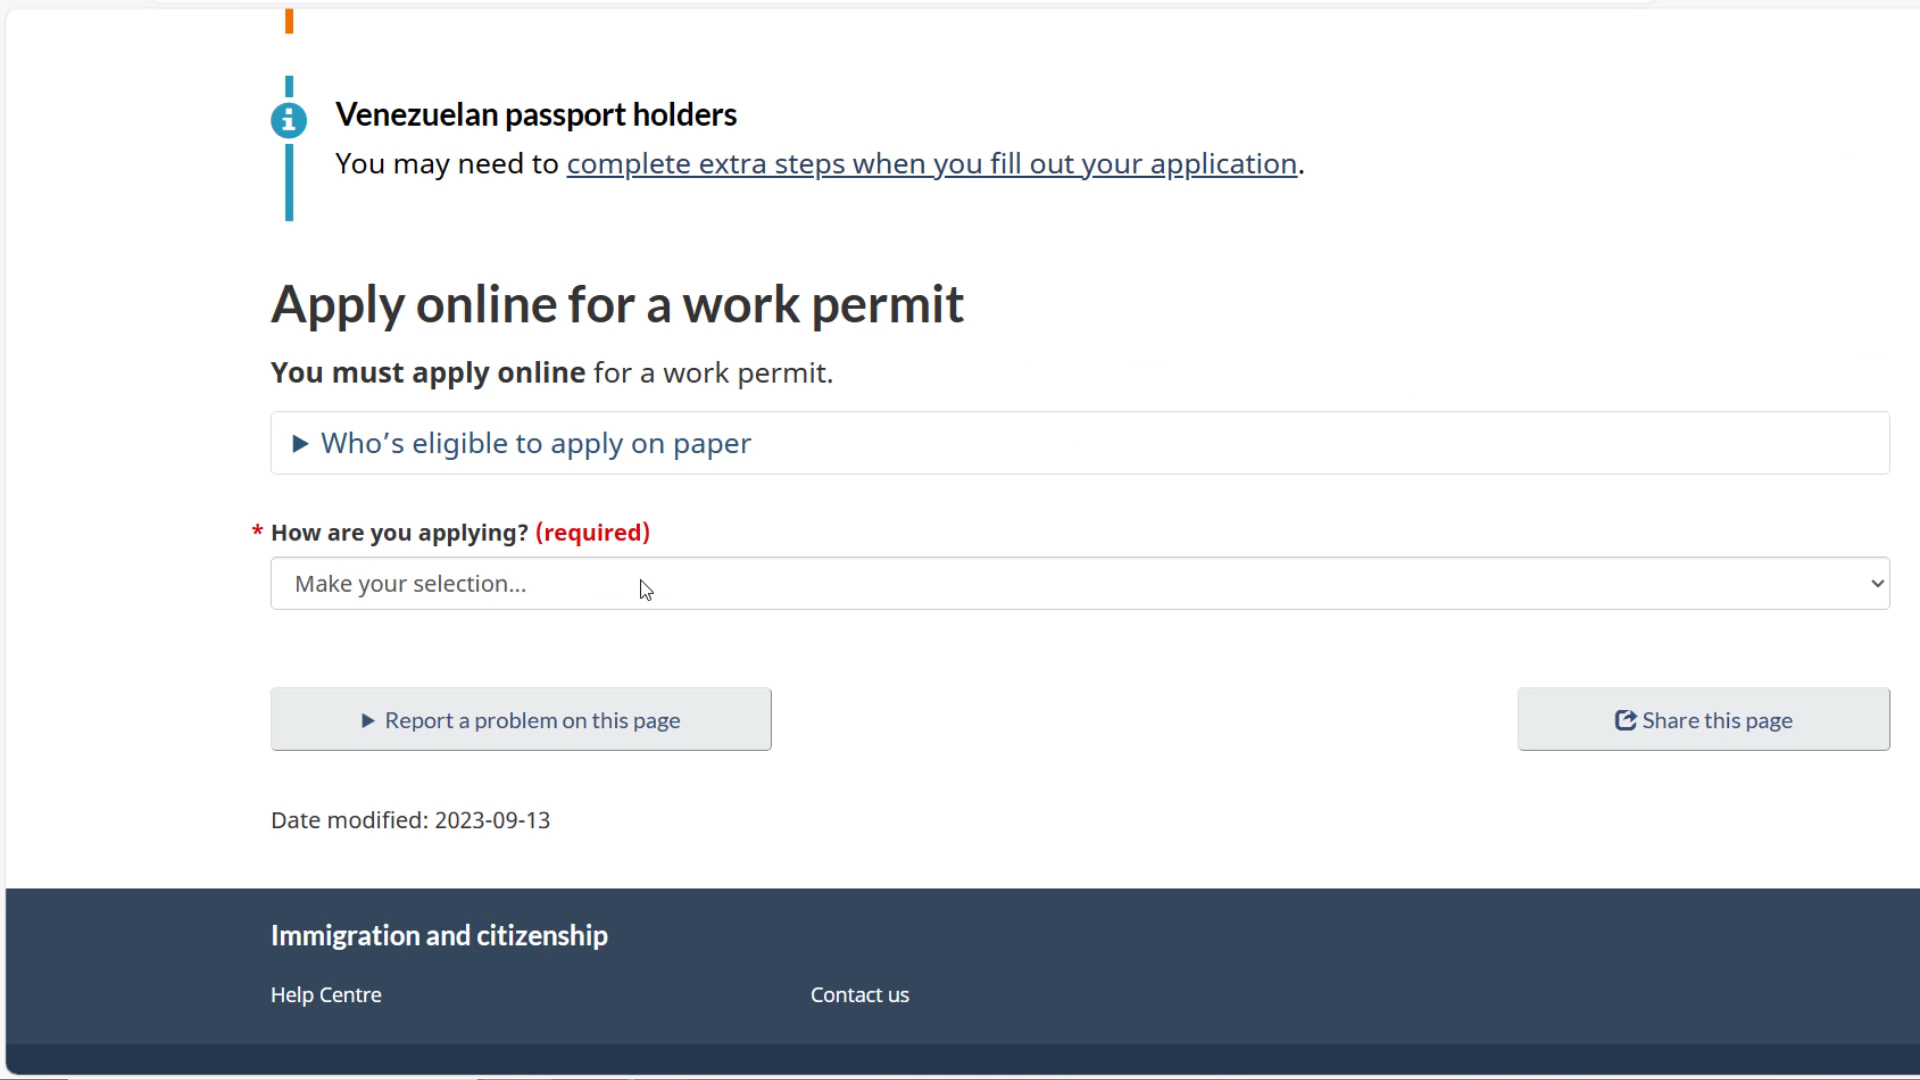 Venezuelan passport holders
You may need to complete extra steps when you fill out your application.
Apply online for a work permit
You must apply online for a work permit.
Who’s eligible to apply on paper
* How are you applying? (required)
Make your selection...
Report a problem on this page
Share this page
Date modified: 2023-09-13
Immigration and citizenship
Help Centre
Contact us